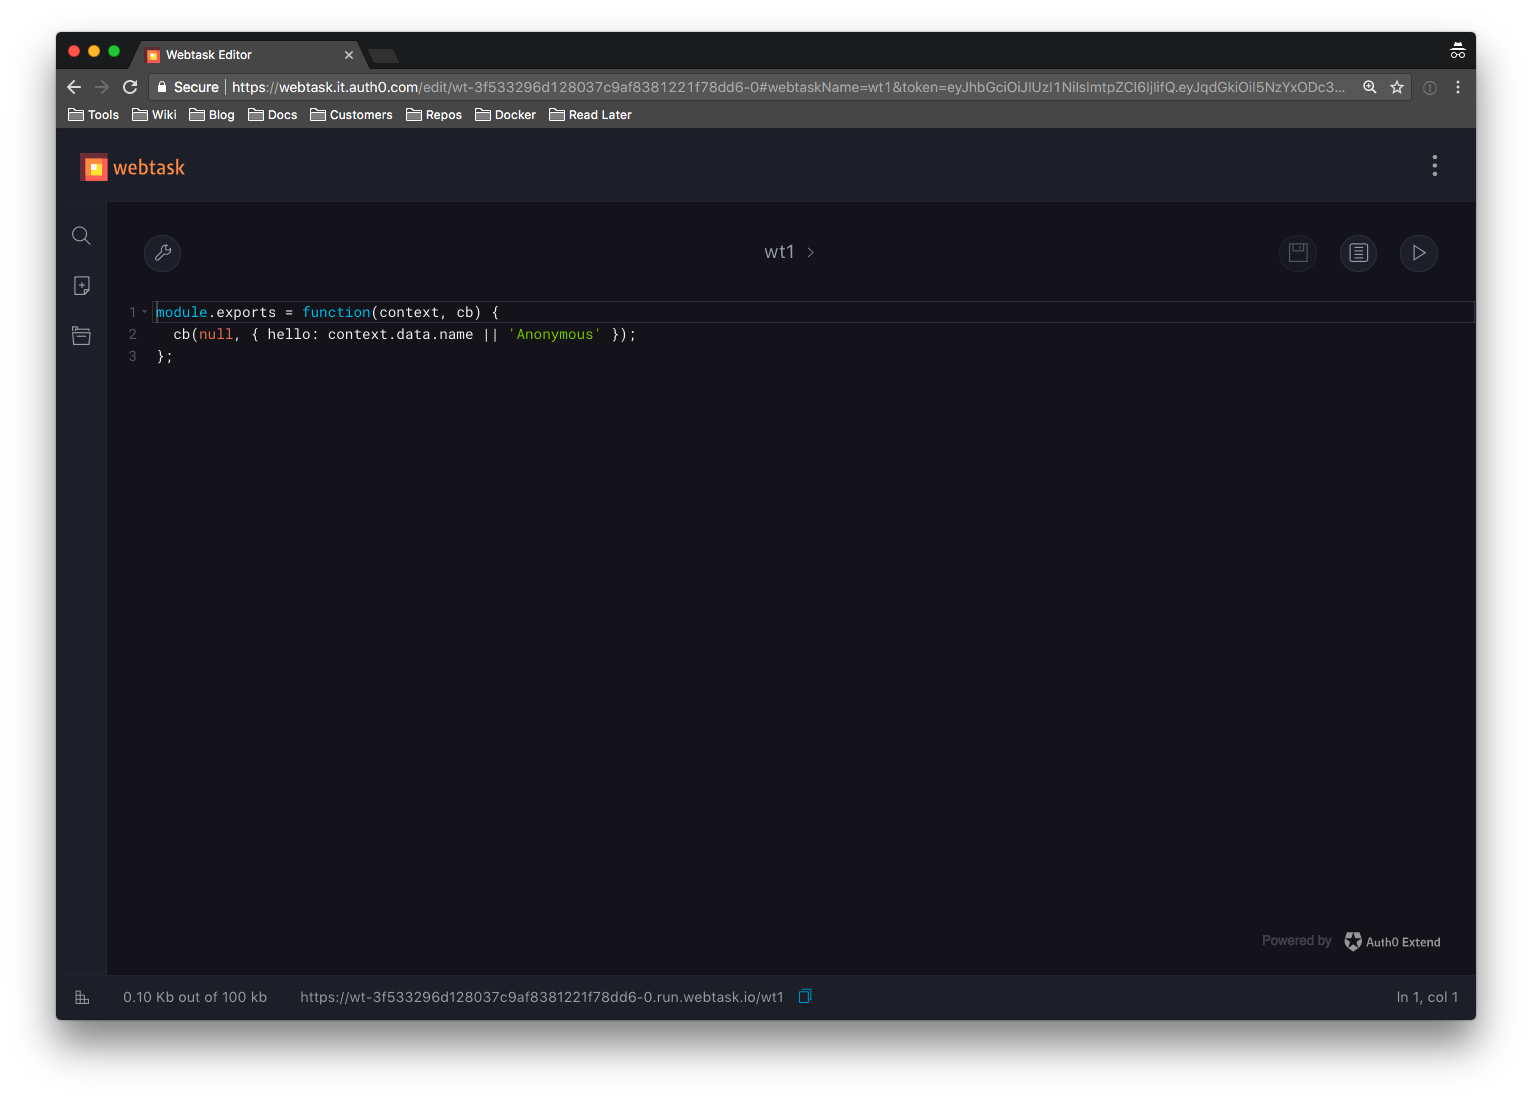 Webtask Editor
Secure https://webtask.it.auth0.com/edit/wt-3f533296d128037c9af8381221f78dd6-0#webtaskName=wt1&token=eyJhbGciOiJIUzI1NiIsImtpZCI6IjIifQ.eyJqdGkiOiI5NzYxODc3...
Tools Wiki Blog Docs Customers Repos Docker Read Later
webtask
wt1 >
1 module.exports = function(context, cb) {
2 cb(null, { hello: context.data.name || 'Anonymous' });
3 };
Powered by Auth0 Extend
0.10 Kb out of 100 kb https://wt-3f533296d128037c9af8381221f78dd6-0.run.webtask.io/wt1 ln 1, col 1